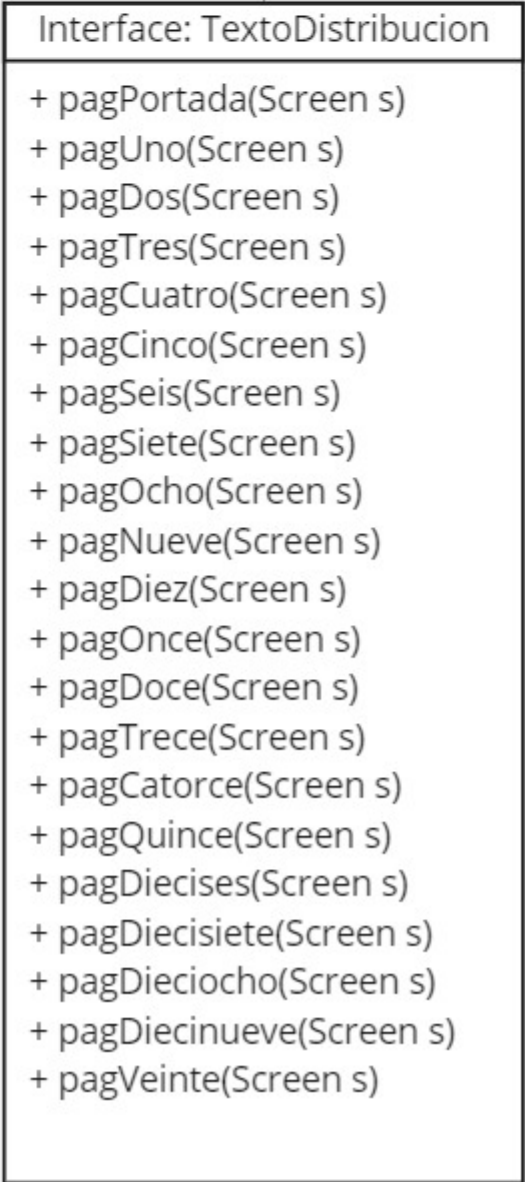 Interface: TextoDistribucion
+ pagPortada(Screen s)
+ pagUno(Screen s)
+ pagDos(Screen s)
+ pagTres(Screen s)
+ pagCuatro(Screen s)
+ pagCinco(Screen s)
+ pagSeis(Screen s)
+ pagSiete(Screen s)
+ pagOcho(Screen s)
+ pagNueve(Screen s)
+ pagDiez(Screen s)
+ pagOnce(Screen s)
+ pagDoce(Screen s)
+ pagTrece(Screen s)
+ pagCatorce(Screen s)
+ pagQuince(Screen s)
+ pagDiecises(Screen s)
+ pagDiecisiete(Screen s)
+ pagDieciocho(Screen s)
+ pagDiecinueve(Screen s)
+ pagVeinte(Screen s)